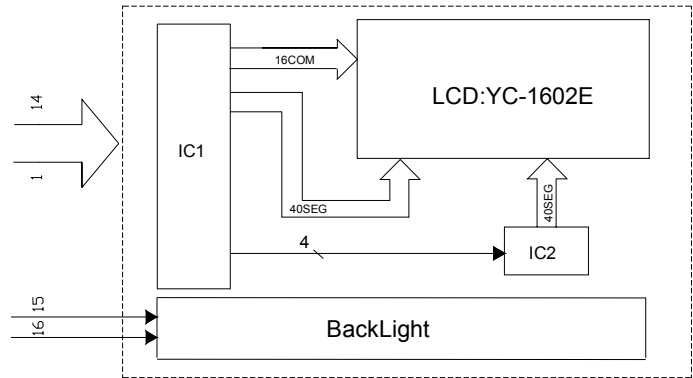 16COM
LCD:YC-1602E
14
IC1
1
40SEG
40SEG
4
IC2
15
16
BackLight